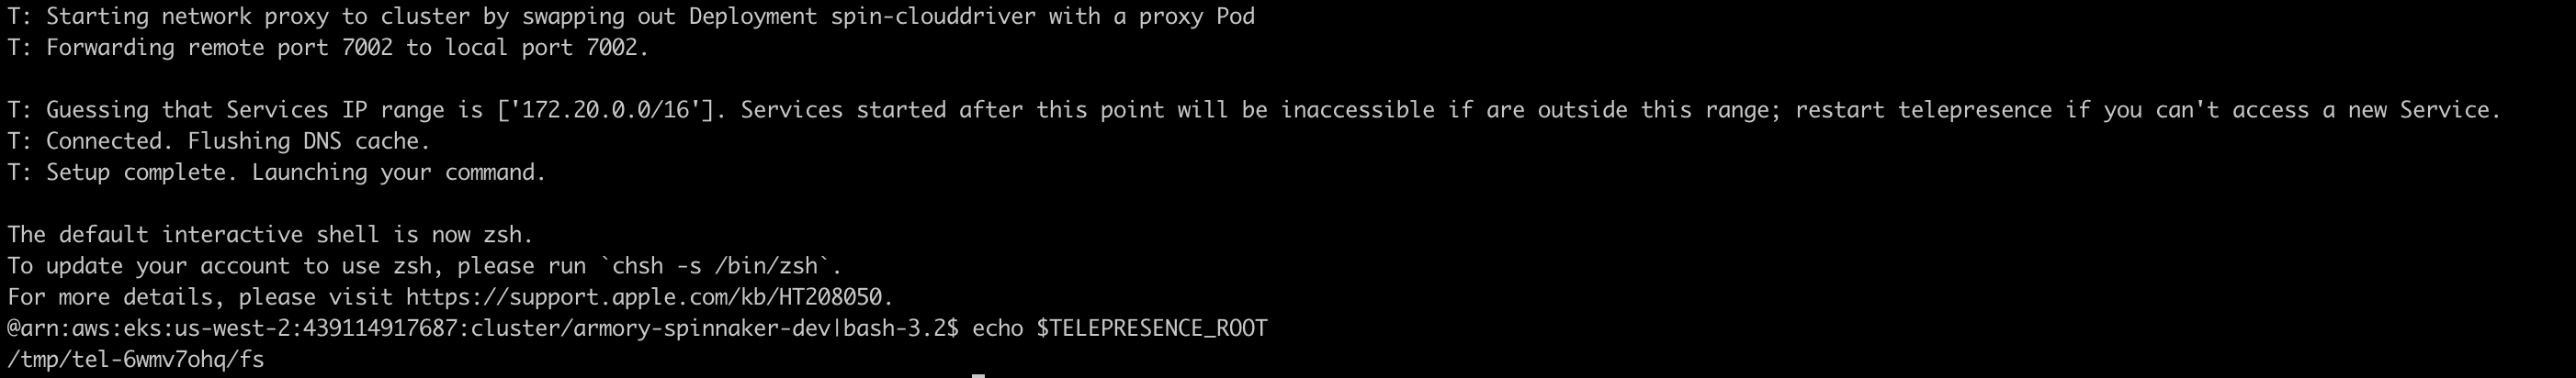 T: Starting network proxy to cluster by swapping out Deployment spin-clouddriver with a proxy Pod
T: Forwarding remote port 7002 to local port 7002.
T: Guessing that Services IP range is ['172.20.0.0/16']. Services started after this point will be inaccessible if are outside this range; restart telepresence if you can't access a new Service.
T: Connected. Flushing DNS cache.
T: Setup complete. Launching your command.
The default interactive shell is now zsh.
To update your account to use zsh, please run `chsh -s /bin/zsh`.
For more details, please visit https://support.apple.com/kb/HT208050.
@arn:aws:eks:us-west-2:439114917687:cluster/armory-spinnaker-dev|bash-3.2$ echo $TELEPRESENCE_ROOT
/tmp/tel-6wmv7ohq/fs